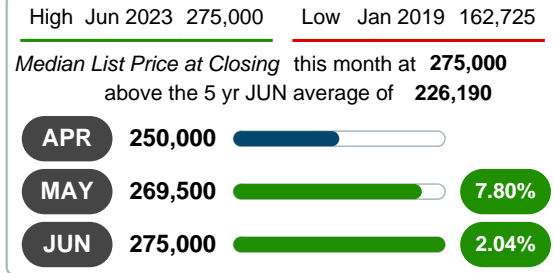 High Jun 2023 275,000 Low Jan 2019 162,725
Median List Price at Closing this month at 275,000
above the 5 yr JUN average of 226,190
APR 250,000
MAY 269,500 7.80%
JUN 275,000 2.04%